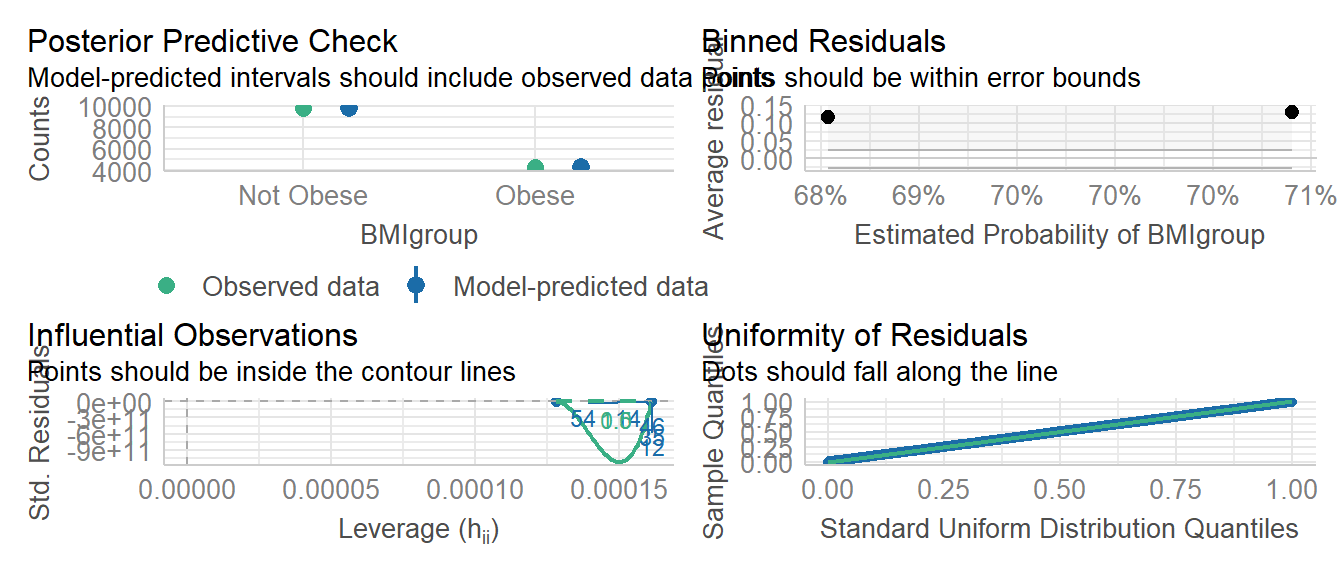 Posterior Predictive Check
Model-predicted intervals should include observed data points
Counts
10000
8000
6000
4000
Not Obese
Obese
BMIgroup
Observed data
Model-predicted data
Binned Residuals
Points should be within error bounds
Average residual
0.15
0.10
0.05
0.00
68%
69%
70%
70%
70%
71%
Estimated Probability of BMIgroup
Influential Observations
Points should be inside the contour lines
Std. Residuals
0e+00
-3e+11
-6e+11
-9e+11
54
12
0.00000
0.00005
0.00010
0.00015
Leverage (hii)
Uniformity of Residuals
Dots should fall along the line
Sample Quantiles
1.00
0.75
0.50
0.25
0.00
0.00
0.25
0.50
0.75
1.00
Standard Uniform Distribution Quantiles